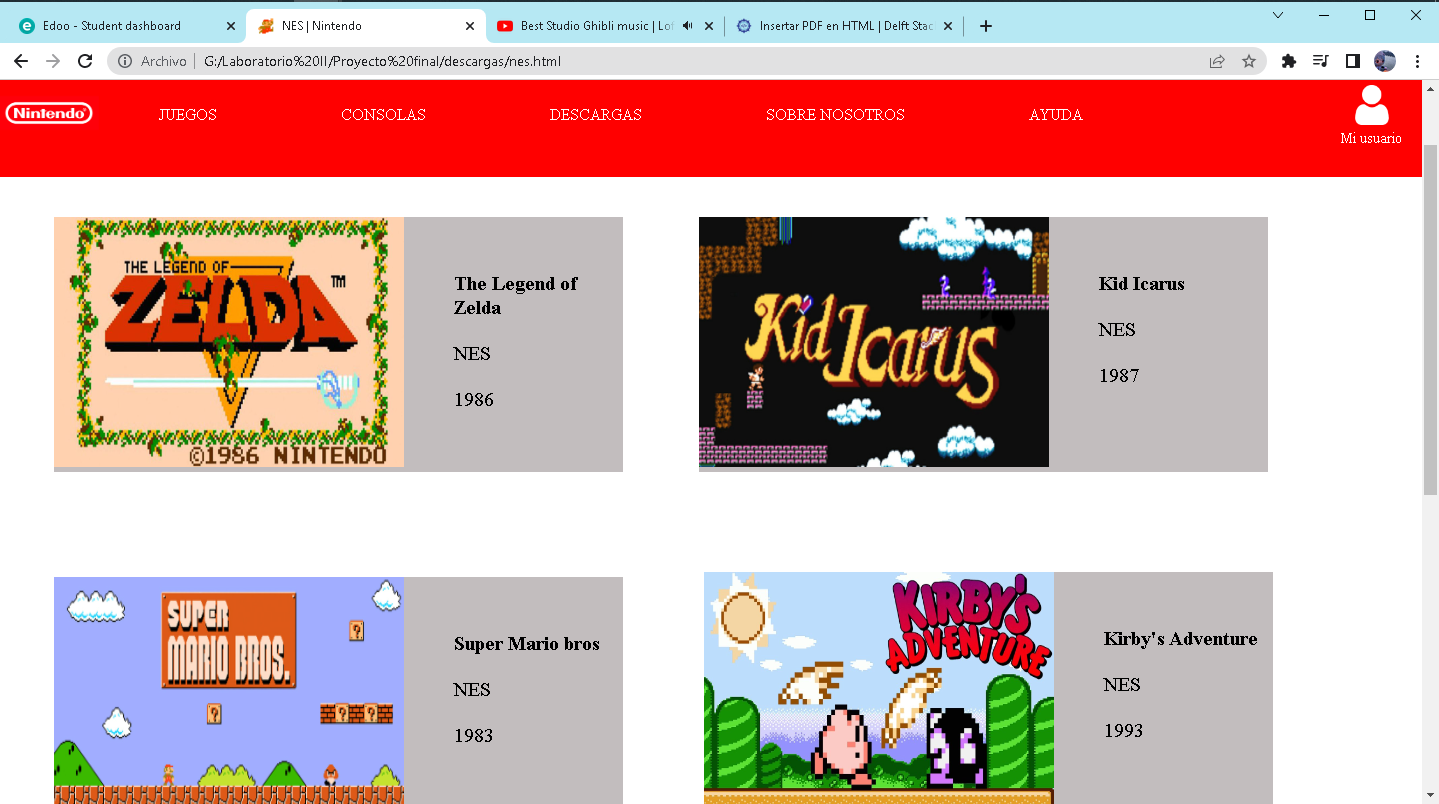 Edoo - Student dashboard
NES | Nintendo
Best Studio Ghibli music | Lof
Insertar PDF en HTML | Delft Stac
Archivo | G:/Laboratorio%20II/Proyecto%20final/descargas/nes.html
Nintendo®
JUEGOS
CONSOLAS
DESCARGAS
SOBRE NOSOTROS
AYUDA
Mi usuario
THE LEGEND OF
ZELDA™
©1986 NINTENDO
The Legend of
Zelda
NES
1986
Kid Icarus
Kid Icarus
NES
1987
SUPER
MARIO BROS.
?
?
? ?
Super Mario bros
NES
1983
KIRBY'S
ADVENTURE
Kirby's Adventure
NES
1993